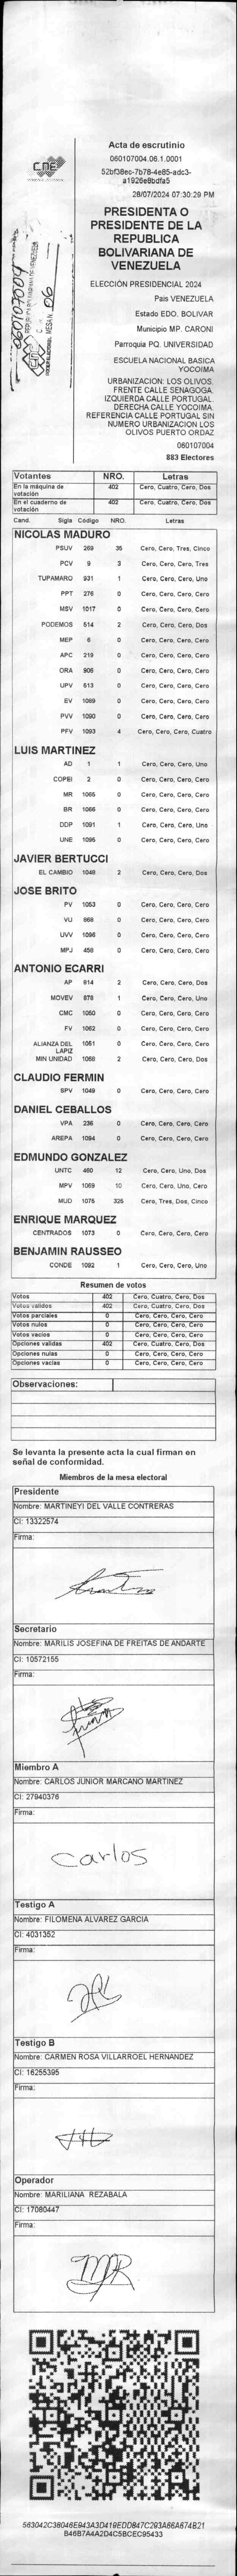 Acta de escrutinio
060107004.06.1.0001
52bf38ec-7b78-4e85-adc3-
a1926e8bdfa5
28/07/2024 07:30:29 PM
CNE
PRESIDENTA O
PRESIDENTE DE LA
REPUBLICA
BOLIVARIANA DE
VENEZUELA
060107004
MESA N. 06
ELECCIÓN PRESIDENCIAL 2024
Pais VENEZUELA
Estado EDO. BOLIVAR
Municipio MP. CARONI
Parroquia PQ. UNIVERSIDAD
ESCUELA NACIONAL BASICA
YOCOIMA
URBANIZACION: LOS OLIVOS.
FRENTE CALLE SENAGOGA.
IZQUIERDA CALLE PORTUGAL.
DERECHA CALLE YOCOIMA.
REFERENCIA CALLE PORTUGAL SIN
NUMERO URBANIZACION LOS
OLIVOS PUERTO ORDAZ
060107004
883 Electores
Votantes NRO. Letras
En la máquina de votación 402 Cero, Cuatro, Cero, Dos
En el cuaderno de votación 402 Cero, Cuatro, Cero, Dos
Cand. Sigla Código NRO. Letras
NICOLAS MADURO
PSUV 269 35 Cero, Cero, Tres, Cinco
PCV 9 3 Cero, Cero, Cero, Tres
TUPAMARO 931 1 Cero, Cero, Cero, Uno
PPT 276 0 Cero, Cero, Cero, Cero
MSV 1017 0 Cero, Cero, Cero, Cero
PODEMOS 514 2 Cero, Cero, Cero, Dos
MEP 6 0 Cero, Cero, Cero, Cero
APC 219 0 Cero, Cero, Cero, Cero
ORA 906 0 Cero, Cero, Cero, Cero
UPV 513 0 Cero, Cero, Cero, Cero
EV 1089 0 Cero, Cero, Cero, Cero
PVV 1090 0 Cero, Cero, Cero, Cero
PFV 1093 4 Cero, Cero, Cero, Cuatro
LUIS MARTINEZ
AD 1 1 Cero, Cero, Cero, Uno
COPEI 2 0 Cero, Cero, Cero, Cero
MR 1065 0 Cero, Cero, Cero, Cero
BR 1066 0 Cero, Cero, Cero, Cero
DDP 1091 1 Cero, Cero, Cero, Uno
UNE 1095 0 Cero, Cero, Cero, Cero
JAVIER BERTUCCI
EL CAMBIO 1048 2 Cero, Cero, Cero, Dos
JOSE BRITO
PV 1053 0 Cero, Cero, Cero, Cero
VU 868 0 Cero, Cero, Cero, Cero
UVV 1096 0 Cero, Cero, Cero, Cero
MPJ 450 0 Cero, Cero, Cero, Cero
ANTONIO ECARRI
AP 814 2 Cero, Cero, Cero, Dos
MOVEV 878 1 Cero, Cero, Cero, Uno
CMC 1050 0 Cero, Cero, Cero, Cero
FV 1062 0 Cero, Cero, Cero, Cero
ALIANZA DEL LAPIZ 1051 0 Cero, Cero, Cero, Cero
MIN UNIDAD 1068 2 Cero, Cero, Cero, Dos
CLAUDIO FERMIN
SPV 1049 0 Cero, Cero, Cero, Cero
DANIEL CEBALLOS
VPA 236 0 Cero, Cero, Cero, Cero
AREPA 1094 0 Cero, Cero, Cero, Cero
EDMUNDO GONZALEZ
UNTC 460 12 Cero, Cero, Uno, Dos
MPV 1069 10 Cero, Cero, Uno, Cero
MUD 1075 325 Cero, Tres, Dos, Cinco
ENRIQUE MARQUEZ
CENTRADOS 1073 0 Cero, Cero, Cero, Cero
BENJAMIN RAUSSEO
CONDE 1092 1 Cero, Cero, Cero, Uno
Resumen de votos
Votos 402 Cero, Cuatro, Cero, Dos
Votos validos 402 Cero, Cuatro, Cero, Dos
Votos parciales 0 Cero, Cero, Cero, Cero
Votos nulos 0 Cero, Cero, Cero, Cero
Votos vacios 0 Cero, Cero, Cero, Cero
Opciones validas 402 Cero, Cuatro, Cero, Dos
Opciones nulas 0 Cero, Cero, Cero, Cero
Opciones vacias 0 Cero, Cero, Cero, Cero
Observaciones:
Se levanta la presente acta la cual firman en
señal de conformidad.
Miembros de la mesa electoral
Presidente
Nombre: MARTINEYI DEL VALLE CONTRERAS
CI: 13322574
Firma:
Secretario
Nombre: MARILIS JOSEFINA DE FREITAS DE ANDARTE
CI: 10572155
Firma:
Miembro A
Nombre: CARLOS JUNIOR MARCANO MARTINEZ
CI: 27940376
Firma:
Carlos
Testigo A
Nombre: FILOMENA ALVAREZ GARCIA
CI: 4031352
Firma:
Testigo B
Nombre: CARMEN ROSA VILLARROEL HERNANDEZ
CI: 16255395
Firma:
Operador
Nombre: MARILIANA REZABALA
CI: 17080447
Firma:
MR
563042C38046E943A3D419EDD847C293A66A674B21
B46B7A4A2D4C5BCEC95433